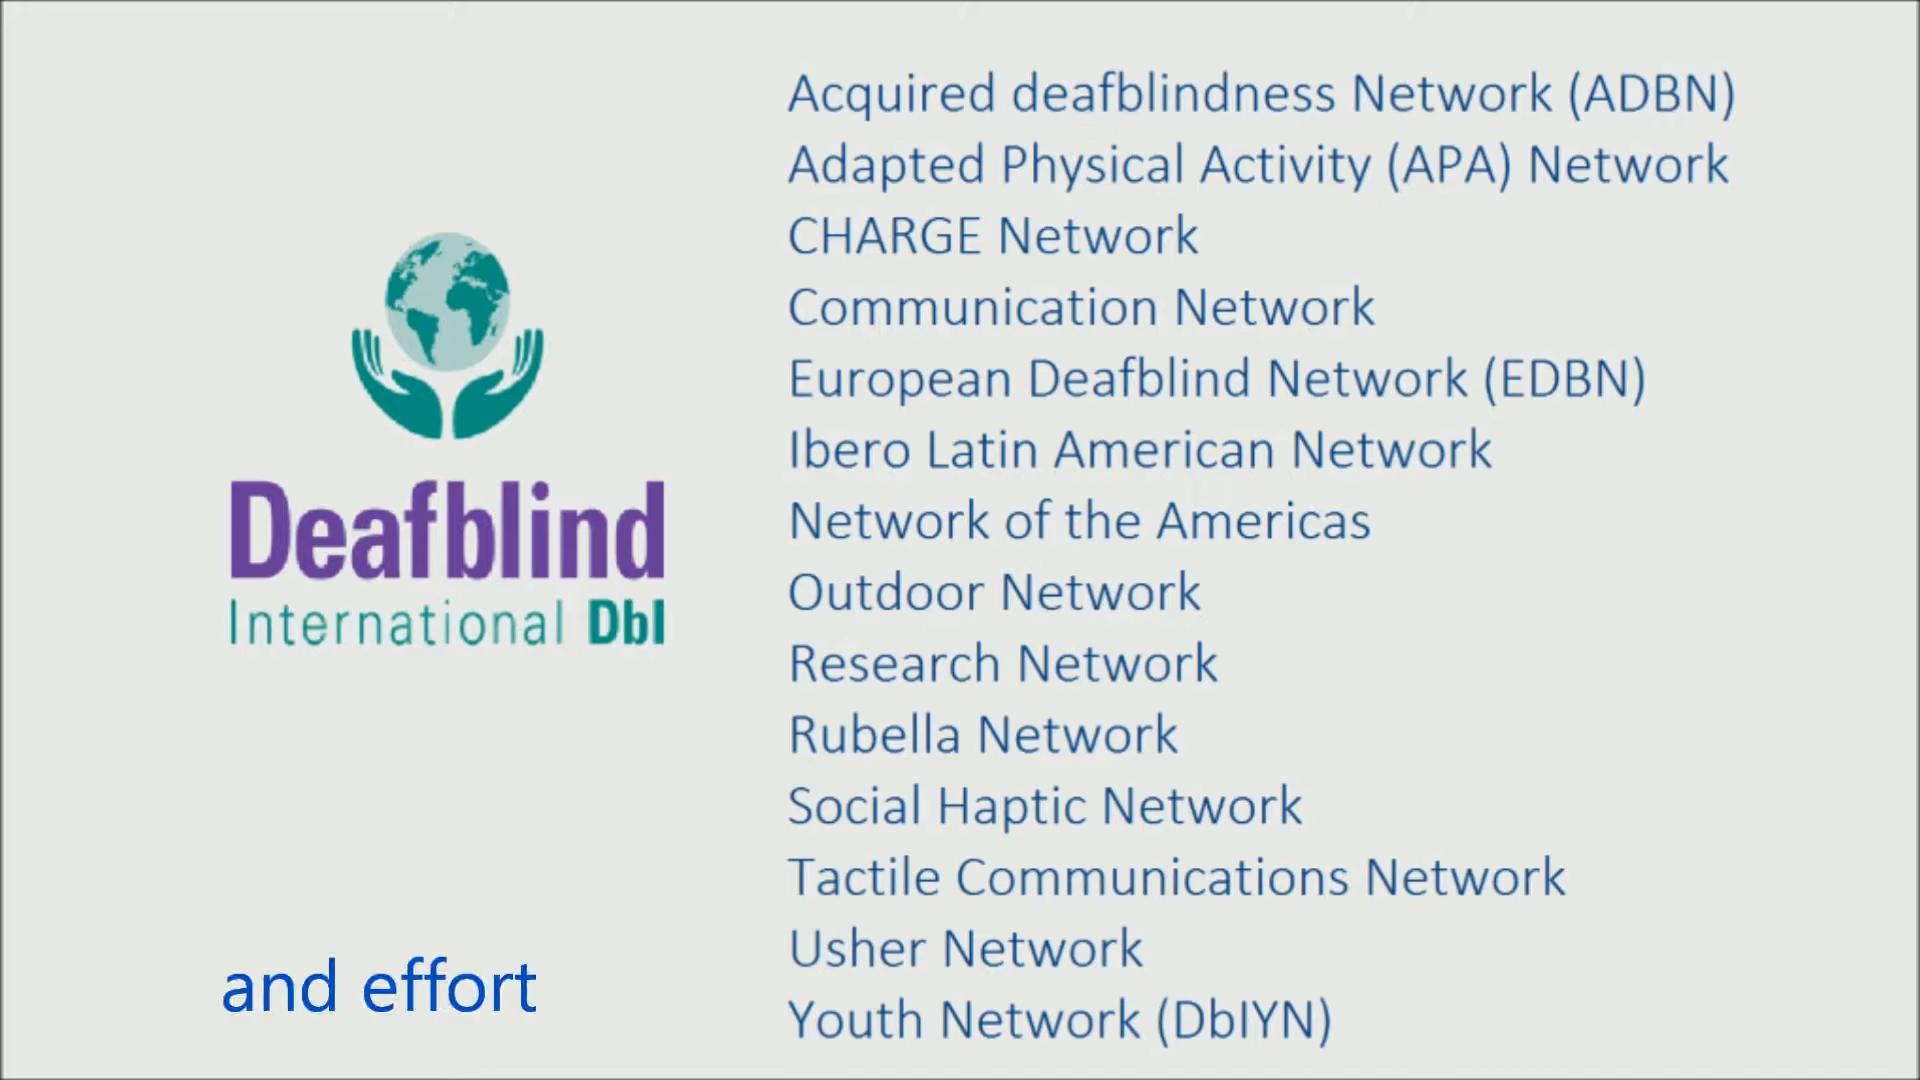 Deafblind
International DbI
Acquired deafblindness Network (ADBN)
Adapted Physical Activity (APA) Network
CHARGE Network
Communication Network
European Deafblind Network (EDBN)
Ibero Latin American Network
Network of the Americas
Outdoor Network
Research Network
Rubella Network
Social Haptic Network
Tactile Communications Network
Usher Network
Youth Network (DbIYN)
and effort